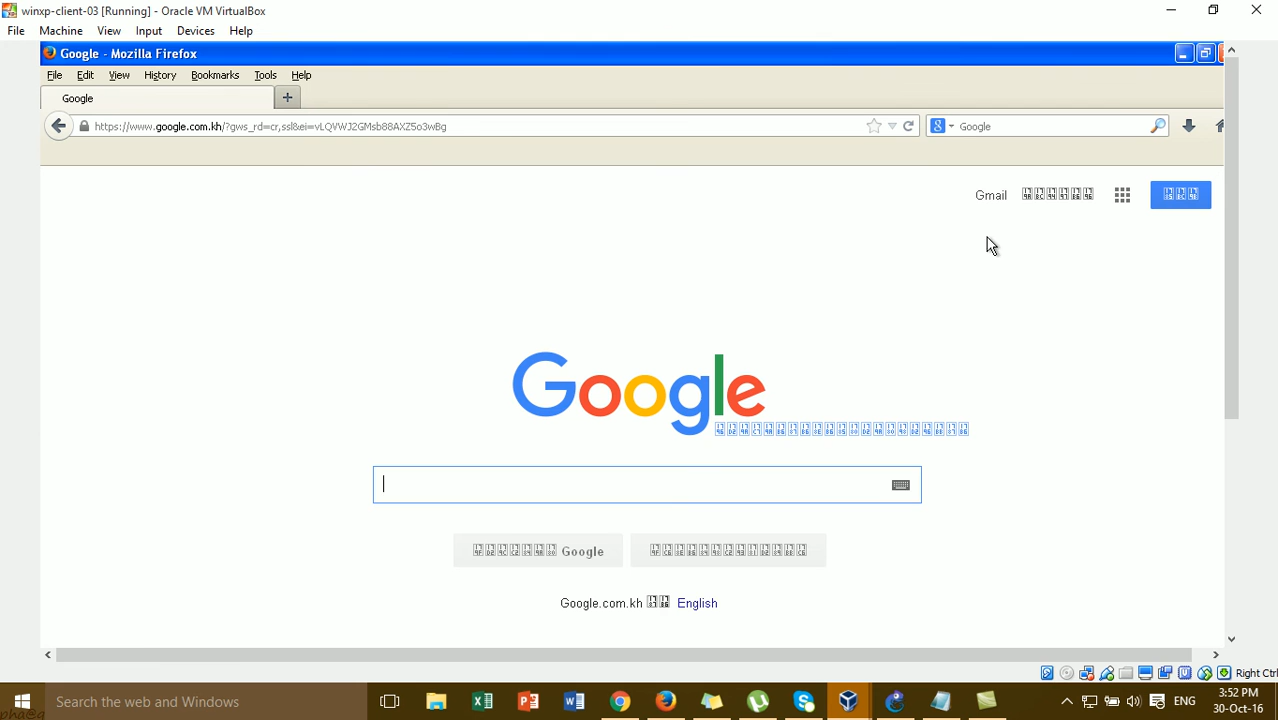 winxp-client-03 [Running] - Oracle VM VirtualBox
File Machine View Input Devices Help
Google - Mozilla Firefox
File Edit View History Bookmarks Tools Help
Google
https://www.google.com.kh/?gws_rd=cr,ssl&ei=vLQVWJ2GMsb88AXZ5o3wBg
Google
Gmail
Google
Google
Google.com.kh English
Right Ctrl
Search the web and Windows
ENG
3:52 PM
30-Oct-16